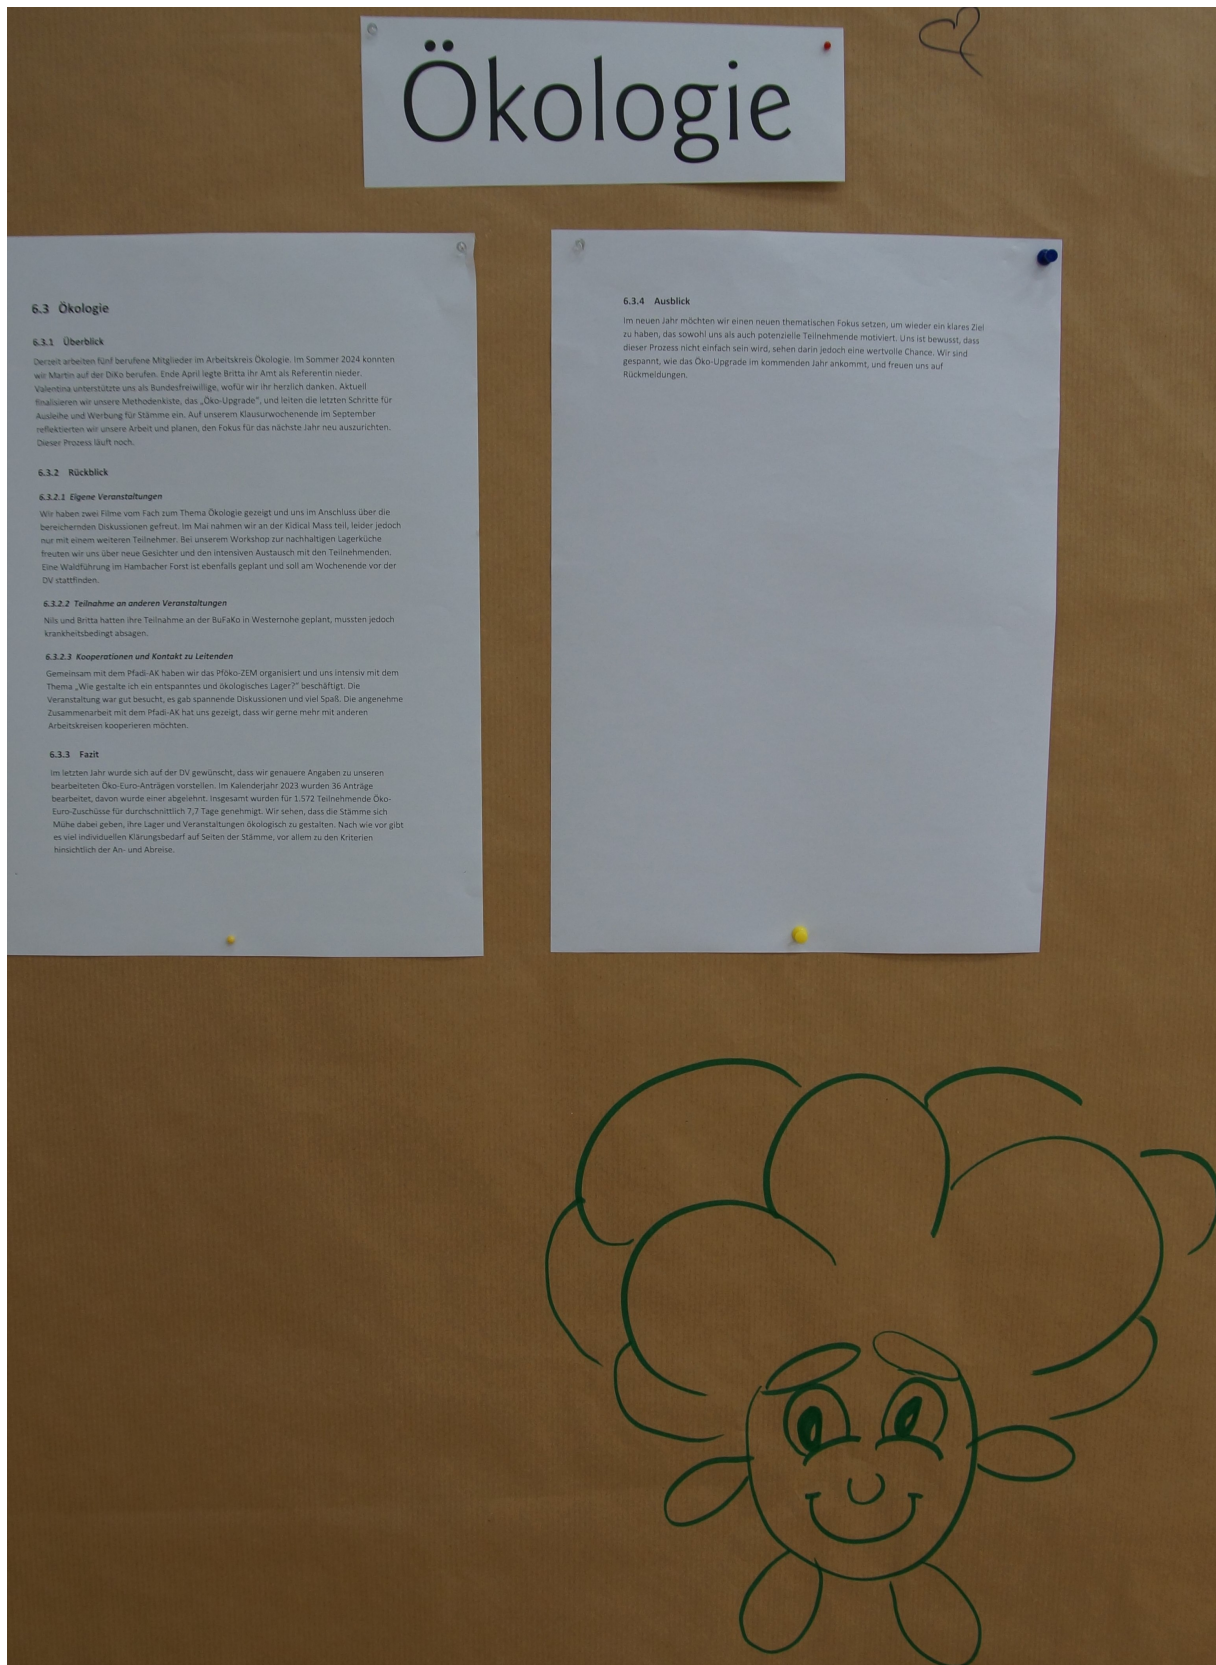 Ökologie
6.3 Ökologie
6.3.1 Überblick
Derzeit arbeiten fünf berufene Mitglieder im Arbeitskreis Ökologie. Im Sommer 2024 konnten
wir Martin auf der DiKo berufen. Ende April legte Britta ihr Amt als Referentin nieder.
Valentina unterstützte uns als Bundesfreiwillige, wofür wir ihr herzlich danken. Aktuell
finalisieren wir unsere Methodenkiste, das „Öko-Upgrade“, und leiten die letzten Schritte für
Ausleihe und Werbung für Stämme ein. Auf unserem Klausurwochenende im September
reflektierten wir unsere Arbeit und planen, den Fokus für das nächste Jahr neu auszurichten.
Dieser Prozess läuft noch.
6.3.2 Rückblick
6.3.2.1 Eigene Veranstaltungen
Wir haben zwei Filme vom Fach zum Thema Ökologie gezeigt und uns im Anschluss über die
bereichernden Diskussionen gefreut. Im Mai nahmen wir an der Kidical Mass teil, leider jedoch
nur mit einem weiteren Teilnehmer. Bei unserem Workshop zur nachhaltigen Lagerküche
freuten wir uns über neue Gesichter und den intensiven Austausch mit den Teilnehmenden.
Eine Waldführung im Hambacher Forst ist ebenfalls geplant und soll am Wochenende vor der
DV stattfinden.
6.3.2.2 Teilnahme an anderen Veranstaltungen
Nils und Britta hatten ihre Teilnahme an der BuFaKo in Westernohe geplant, mussten jedoch
krankheitsbedingt absagen.
6.3.2.3 Kooperationen und Kontakt zu Leitenden
Gemeinsam mit dem Pfadi-AK haben wir das Pföko-ZEM organisiert und uns intensiv mit dem
Thema „Wie gestalte ich ein entspanntes und ökologisches Lager?“ beschäftigt. Die
Veranstaltung war gut besucht, es gab spannende Diskussionen und viel Spaß. Die angenehme
Zusammenarbeit mit dem Pfadi-AK hat uns gezeigt, dass wir gerne mehr mit anderen
Arbeitskreisen kooperieren möchten.
6.3.3 Fazit
Im letzten Jahr wurde sich auf der DV gewünscht, dass wir genauere Angaben zu unseren
bearbeiteten Öko-Euro-Anträgen vorstellen. Im Kalenderjahr 2023 wurden 36 Anträge
bearbeitet, davon wurde einer abgelehnt. Insgesamt wurden für 1.572 Teilnehmende Öko-
Euro-Zuschüsse für durchschnittlich 7,7 Tage genehmigt. Wir sehen, dass die Stämme sich
Mühe dabei geben, ihre Lager und Veranstaltungen ökologisch zu gestalten. Nach wie vor gibt
es viel individuellen Klärungsbedarf auf Seiten der Stämme, vor allem zu den Kriterien
hinsichtlich der An- und Abreise.
6.3.4 Ausblick
Im neuen Jahr möchten wir einen neuen thematischen Fokus setzen, um wieder ein klares Ziel
zu haben, das sowohl uns als auch potenzielle Teilnehmende motiviert. Uns ist bewusst, dass
dieser Prozess nicht einfach sein wird, sehen darin jedoch eine wertvolle Chance. Wir sind
gespannt, wie das Öko-Upgrade im kommenden Jahr ankommt, und freuen uns auf
Rückmeldungen.